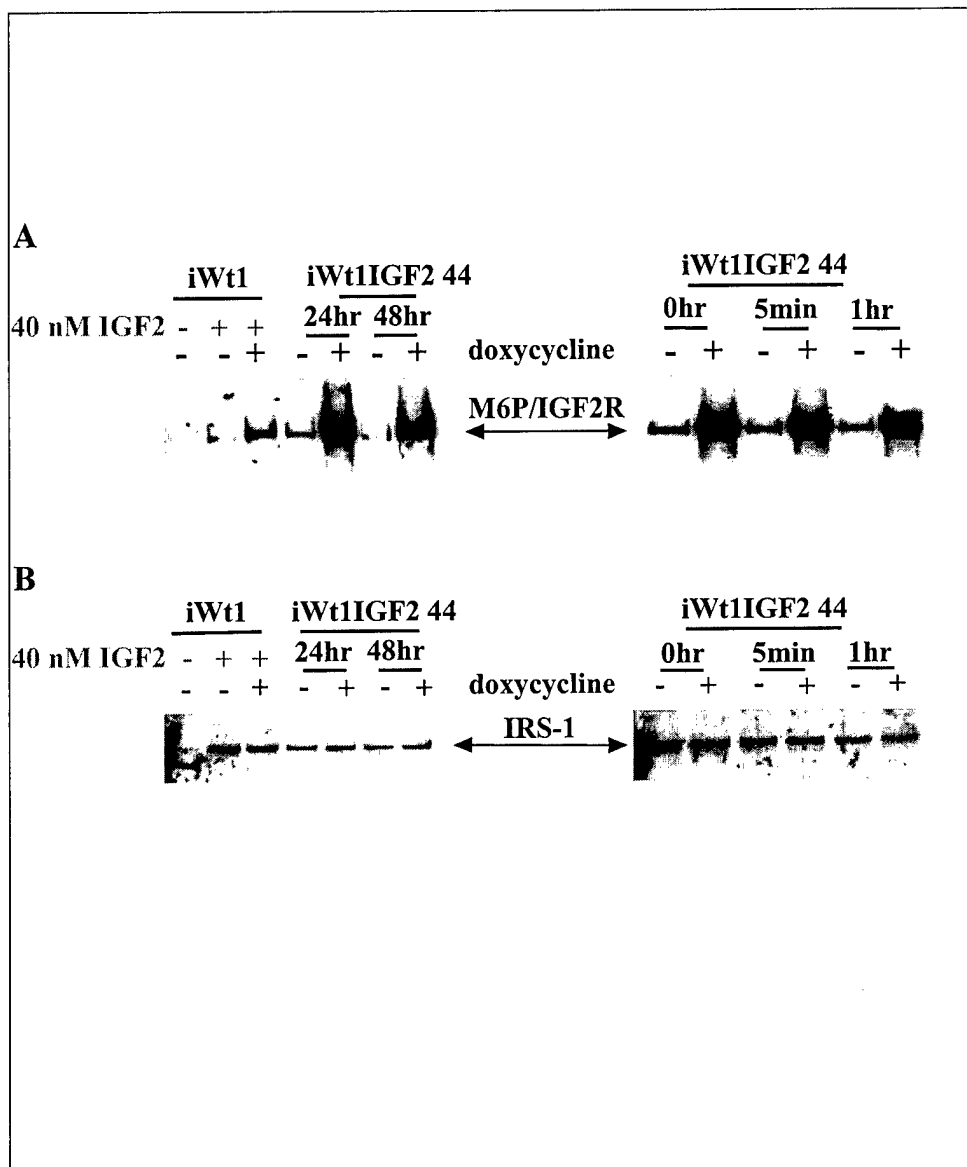 A
iWt1 iWt1IGF2 44 iWt1IGF2 44
40 nM IGF2 - + + 24hr 48hr 0hr 5min 1hr
- - + - + - + doxycycline - + - + - +
M6P/IGF2R
B
iWt1 iWt1IGF2 44 iWt1IGF2 44
40 nM IGF2 - + + 24hr 48hr 0hr 5min 1hr
- - + - + - + doxycycline - + - + - +
IRS-1